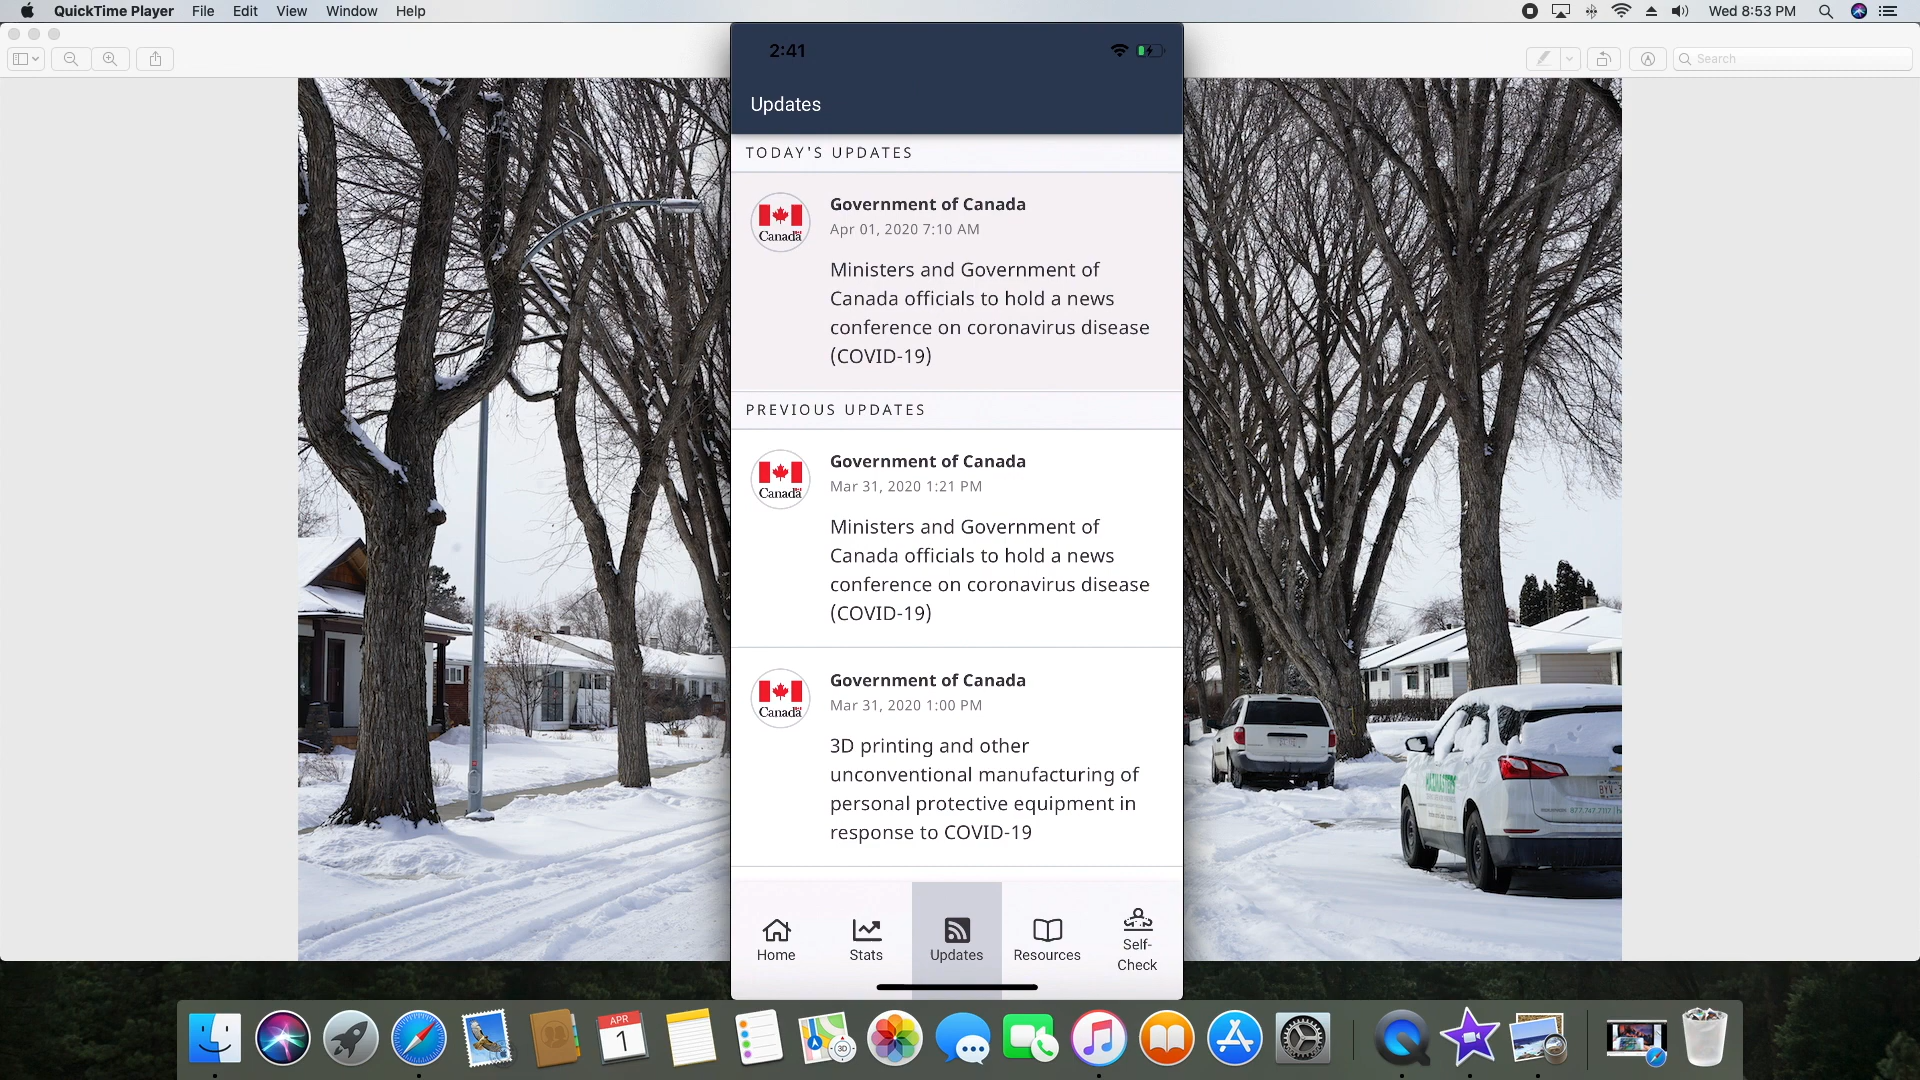 QuickTime Player File Edit View Window Help Wed 8:53 PM
Search
2:41
Updates
TODAY'S UPDATES
Government of Canada
Apr 01, 2020 7:10 AM
Canada
Ministers and Government of
Canada officials to hold a news
conference on coronavirus disease
(COVID-19)
PREVIOUS UPDATES
Government of Canada
Mar 31, 2020 1:21 PM
Canada
Ministers and Government of
Canada officials to hold a news
conference on coronavirus disease
(COVID-19)
Government of Canada
Mar 31, 2020 1:00 PM
Canada
3D printing and other
unconventional manufacturing of
personal protective equipment in
response to COVID-19
Home Stats Updates Resources Self-
Check
APR
1
3D